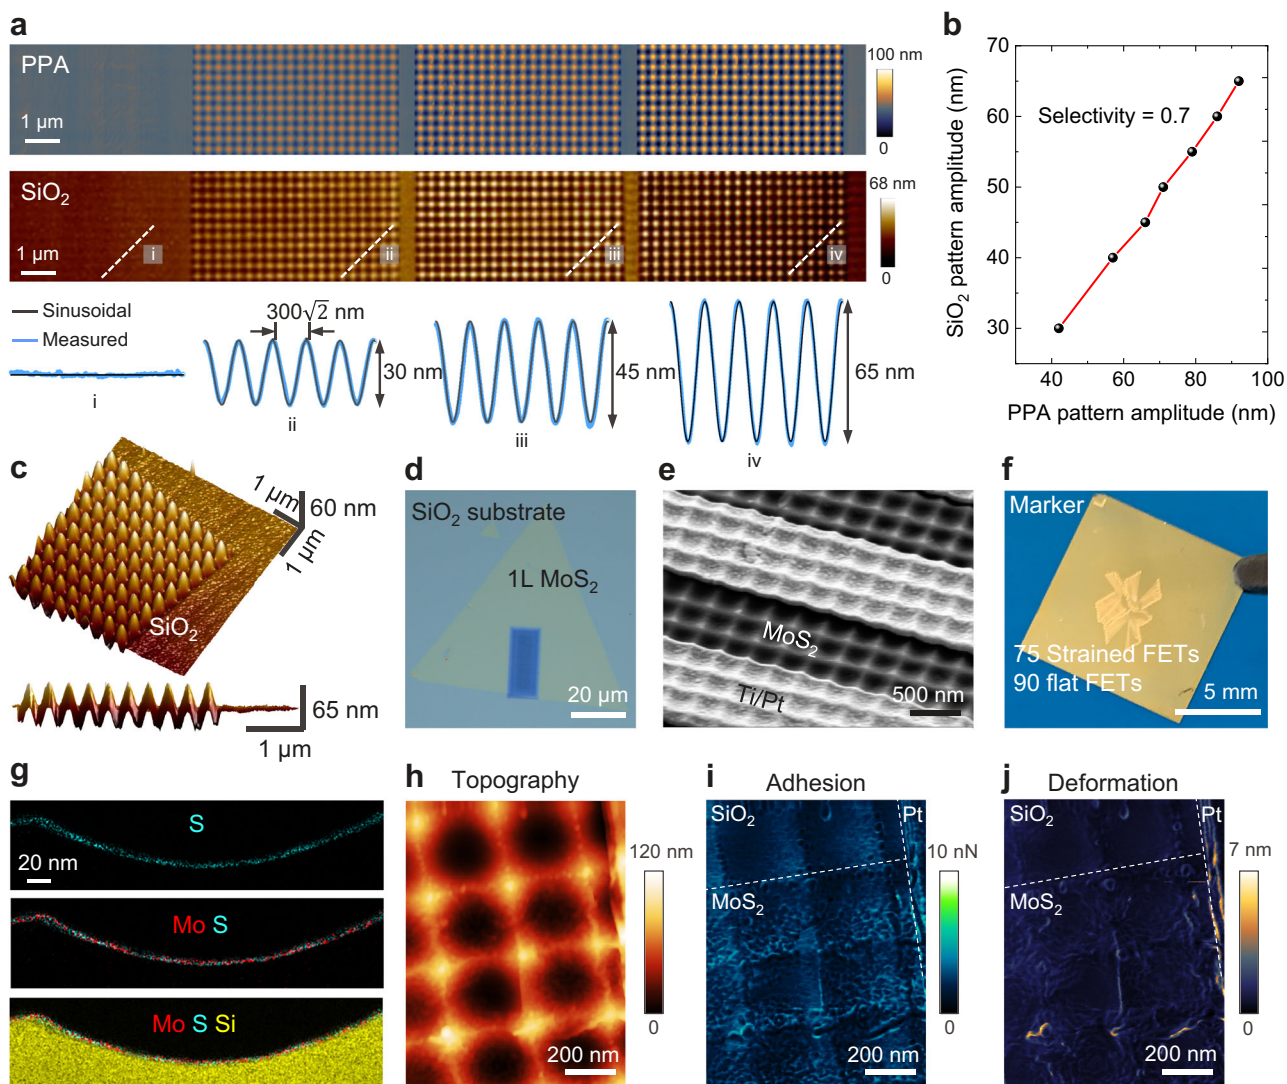 a
PPA
1 μm
100 nm
0
SiO2
1 μm
i
ii
iii
iv
68 nm
0
Sinusoidal
Measured
300√2 nm
30 nm
45 nm
65 nm
i
ii
iii
iv
b
SiO2 pattern amplitude (nm)
70
60
50
40
30
Selectivity = 0.7
40
60
80
100
PPA pattern amplitude (nm)
c
1 μm
60 nm
1 μm
SiO2
65 nm
1 μm
d
SiO2 substrate
1L MoS2
20 μm
e
MoS2
Ti/Pt
500 nm
f
Marker
75 Strained FETs
90 flat FETs
5 mm
g
S
20 nm
Mo S
Mo S Si
h
Topography
120 nm
0
200 nm
i
Adhesion
SiO2
Pt
MoS2
10 nN
0
200 nm
j
Deformation
SiO2
Pt
MoS2
7 nm
0
200 nm